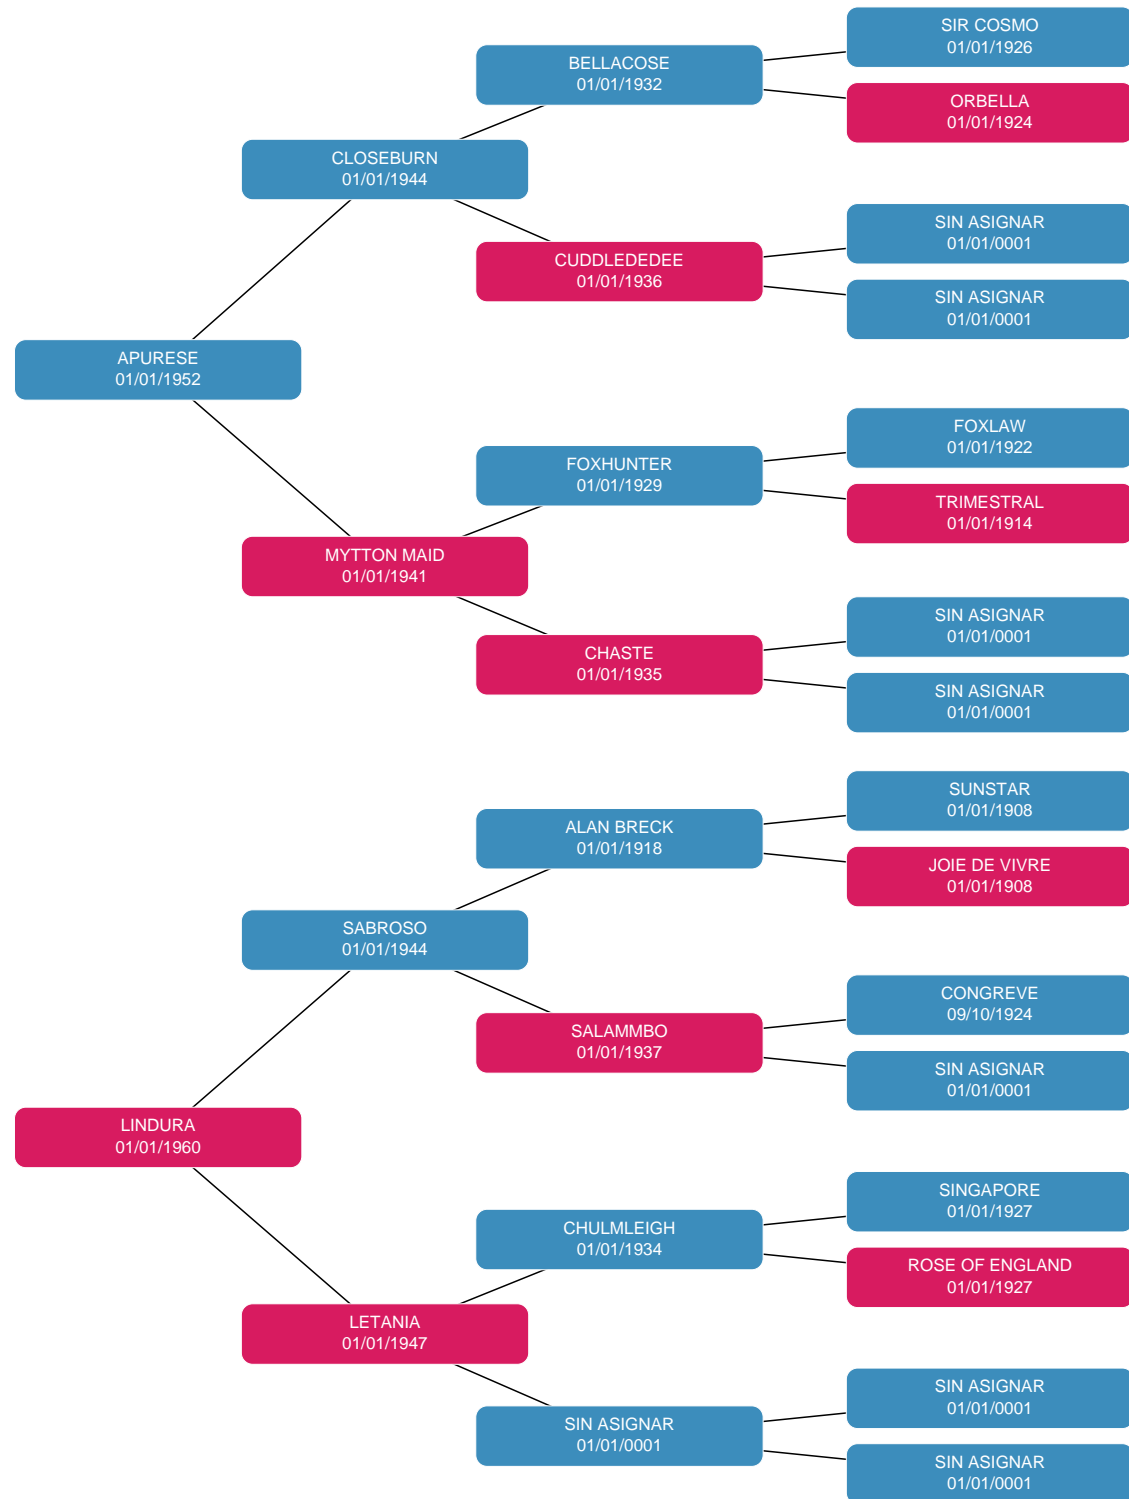 SIR COSMO
01/01/1926
BELLACOSE
01/01/1932
ORBELLA
01/01/1924
CLOSEBURN
01/01/1944
SIN ASIGNAR
01/01/0001
CUDDLEDEDEE
01/01/1936
SIN ASIGNAR
01/01/0001
APURESE
01/01/1952
FOXLAW
01/01/1922
FOXHUNTER
01/01/1929
TRIMESTRAL
01/01/1914
MYTTON MAID
01/01/1941
SIN ASIGNAR
01/01/0001
CHASTE
01/01/1935
SIN ASIGNAR
01/01/0001
SUNSTAR
01/01/1908
ALAN BRECK
01/01/1918
JOIE DE VIVRE
01/01/1908
SABROSO
01/01/1944
CONGREVE
09/10/1924
SALAMMBO
01/01/1937
SIN ASIGNAR
01/01/0001
LINDURA
01/01/1960
SINGAPORE
01/01/1927
CHULMLEIGH
01/01/1934
ROSE OF ENGLAND
01/01/1927
LETANIA
01/01/1947
SIN ASIGNAR
01/01/0001
SIN ASIGNAR
01/01/0001
SIN ASIGNAR
01/01/0001